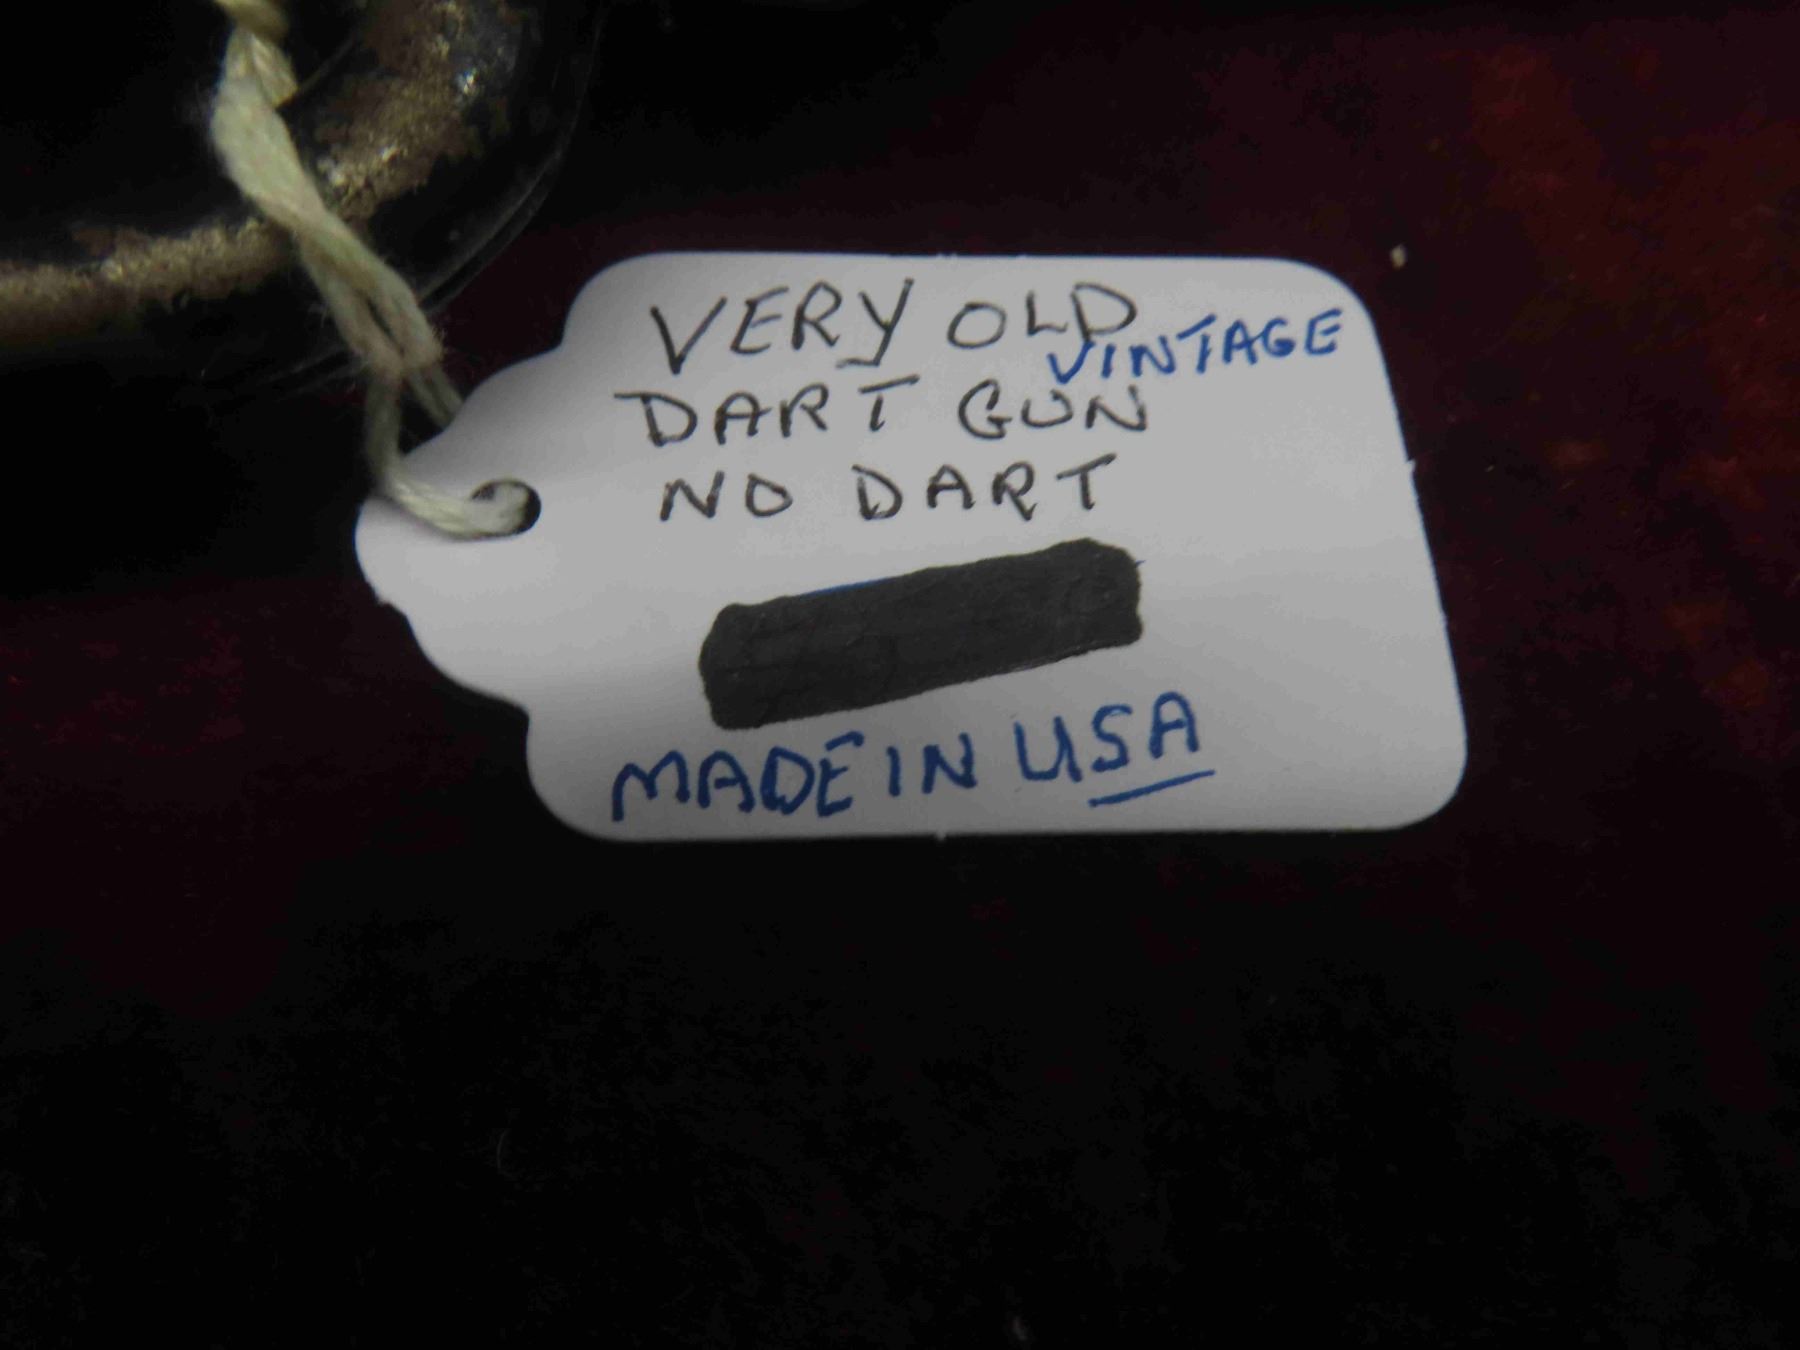 VERY OLD
VINTAGE
DART GUN
NO DART
MADE IN USA